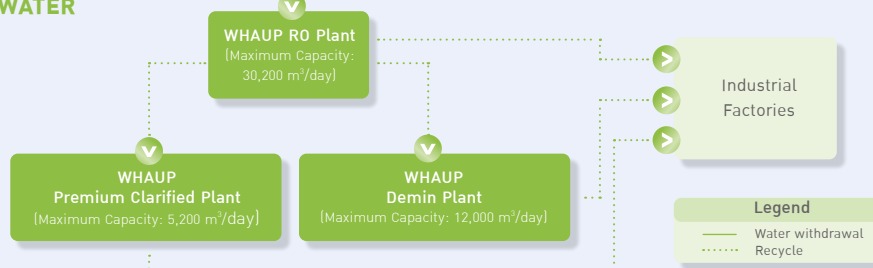 WATER
WHAUP RO Plant
(Maximum Capacity:
30,200 m³/day)
Industrial
Factories
WHAUP
Premium Clarified Plant
(Maximum Capacity: 5,200 m³/day)
WHAUP
Demin Plant
(Maximum Capacity: 12,000 m³/day)
Legend
Water withdrawal
Recycle